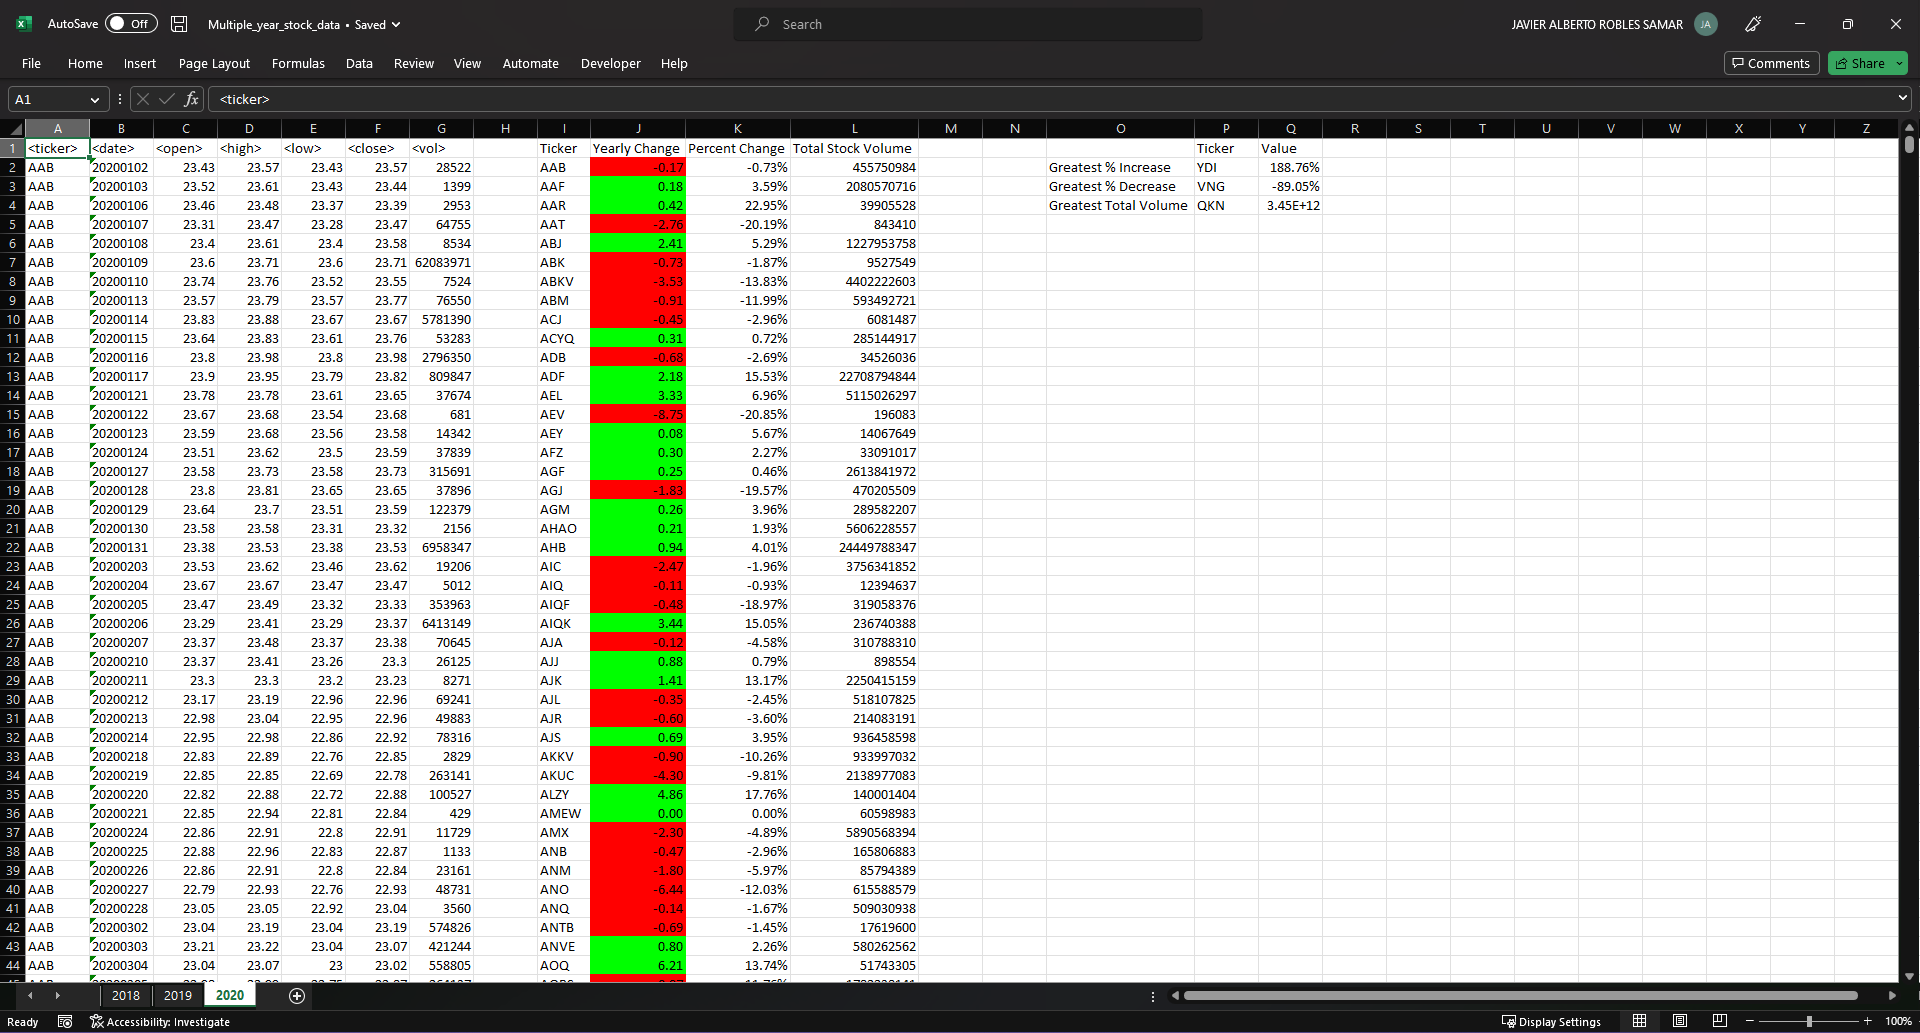 AutoSave Off Multiple_year_stock_data • Saved Search JAVIER ALBERTO ROBLES SAMAR JA
File Home Insert Page Layout Formulas Data Review View Automate Developer Help Comments Share
A1 fx <ticker>
A B C D E F G H I J K L M N O P Q R S T U V W X Y Z
1 <ticker> <date> <open> <high> <low> <close> <vol> Ticker Yearly Change Percent Change Total Stock Volume Ticker Value
2 AAB 20200102 23.43 23.57 23.43 23.57 28522 AAB -0.17 -0.73% 455750984 Greatest % Increase YDI 188.76%
3 AAB 20200103 23.52 23.61 23.43 23.44 1399 AAF 0.18 3.59% 2080570716 Greatest % Decrease VNG -89.05%
4 AAB 20200106 23.46 23.48 23.37 23.39 2953 AAR 0.42 22.95% 39905528 Greatest Total Volume QKN 3.45E+12
5 AAB 20200107 23.31 23.47 23.28 23.47 64755 AAT -2.76 -20.19% 843410
6 AAB 20200108 23.4 23.61 23.4 23.58 8534 ABJ 2.41 5.29% 1227953758
7 AAB 20200109 23.6 23.71 23.6 23.71 62083971 ABK -0.73 -1.87% 9527549
8 AAB 20200110 23.74 23.76 23.52 23.55 7524 ABKV -3.53 -13.83% 4402222603
9 AAB 20200113 23.57 23.79 23.57 23.77 76550 ABM -0.91 -11.99% 593492721
10 AAB 20200114 23.83 23.88 23.67 23.67 5781390 ACJ -0.45 -2.96% 6081487
11 AAB 20200115 23.64 23.83 23.61 23.76 53283 ACYQ 0.31 0.72% 285144917
12 AAB 20200116 23.8 23.98 23.8 23.98 2796350 ADB -0.68 -2.69% 34526036
13 AAB 20200117 23.9 23.95 23.79 23.82 809847 ADF 2.18 15.53% 22708794844
14 AAB 20200121 23.78 23.78 23.61 23.65 37674 AEL 3.33 6.96% 5115026297
15 AAB 20200122 23.67 23.68 23.54 23.68 681 AEV -8.75 -20.85% 196083
16 AAB 20200123 23.59 23.68 23.56 23.58 14342 AEY 0.08 5.67% 14067649
17 AAB 20200124 23.51 23.62 23.5 23.59 37839 AFZ 0.30 2.27% 33091017
18 AAB 20200127 23.58 23.73 23.58 23.73 315691 AGF 0.25 0.46% 2613841972
19 AAB 20200128 23.8 23.81 23.65 23.65 37896 AGJ -1.83 -19.57% 470205509
20 AAB 20200129 23.64 23.7 23.51 23.59 122379 AGM 0.26 3.96% 289582207
21 AAB 20200130 23.58 23.58 23.31 23.32 2156 AHAO 0.21 1.93% 5606228557
22 AAB 20200131 23.38 23.53 23.38 23.53 6958347 AHB 0.94 4.01% 24449788347
23 AAB 20200203 23.53 23.62 23.46 23.62 19206 AIC -2.47 -1.96% 3756341852
24 AAB 20200204 23.67 23.67 23.47 23.47 5012 AIQ -0.11 -0.93% 12394637
25 AAB 20200205 23.47 23.49 23.32 23.33 353963 AIQF -0.48 -18.97% 319058376
26 AAB 20200206 23.29 23.41 23.29 23.37 6413149 AIQK 3.44 15.05% 236740388
27 AAB 20200207 23.37 23.48 23.37 23.38 70645 AJA -0.12 -4.58% 310788310
28 AAB 20200210 23.37 23.41 23.26 23.3 26125 AJJ 0.88 0.79% 898554
29 AAB 20200211 23.3 23.3 23.2 23.23 8271 AJK 1.41 13.17% 2250415159
30 AAB 20200212 23.17 23.19 22.96 22.96 69241 AJL -0.35 -2.45% 518107825
31 AAB 20200213 22.98 23.04 22.95 22.96 49883 AJR -0.60 -3.60% 214083191
32 AAB 20200214 22.95 22.98 22.86 22.92 78316 AJS 0.69 3.95% 936458598
33 AAB 20200218 22.83 22.89 22.76 22.85 2829 AKKV -0.90 -10.26% 933997032
34 AAB 20200219 22.85 22.85 22.69 22.78 263141 AKUC -4.30 -9.81% 2138977083
35 AAB 20200220 22.82 22.88 22.72 22.88 100527 ALZY 4.86 17.76% 140001404
36 AAB 20200221 22.85 22.94 22.81 22.84 429 AMEW 0.00 0.00% 60598983
37 AAB 20200224 22.86 22.91 22.8 22.91 11729 AMX -2.30 -4.89% 5890568394
38 AAB 20200225 22.88 22.96 22.83 22.87 1133 ANB -0.47 -2.96% 165806883
39 AAB 20200226 22.86 22.91 22.8 22.84 23161 ANM -1.80 -5.97% 85794389
40 AAB 20200227 22.79 22.93 22.76 22.93 48731 ANO -6.44 -12.03% 615588579
41 AAB 20200228 23.05 23.05 22.92 23.04 3560 ANQ -0.14 -1.67% 509030938
42 AAB 20200302 23.04 23.19 23.04 23.19 574826 ANTB -0.69 -1.45% 17619600
43 AAB 20200303 23.21 23.22 23.04 23.07 421244 ANVE 0.80 2.26% 580262562
44 AAB 20200304 23.04 23.07 23 23.02 558805 AOQ 6.21 13.74% 51743305
2018 2019 2020
Ready Accessibility: Investigate Display Settings 100%